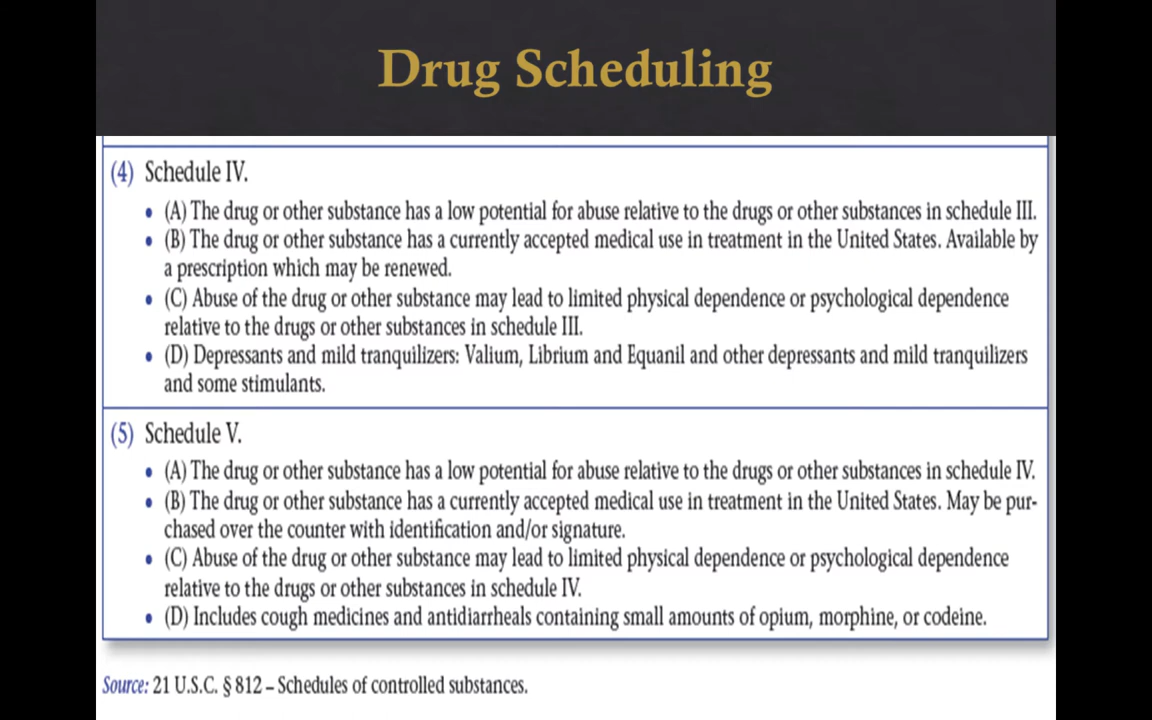 Drug Scheduling
(4) Schedule IV.
• (A) The drug or other substance has a low potential for abuse relative to the drugs or other substances in schedule III.
• (B) The drug or other substance has a currently accepted medical use in treatment in the United States. Available by
a prescription which may be renewed.
• (C) Abuse of the drug or other substance may lead to limited physical dependence or psychological dependence
relative to the drugs or other substances in schedule III.
• (D) Depressants and mild tranquilizers: Valium, Librium and Equanil and other depressants and mild tranquilizers
and some stimulants.
(5) Schedule V.
• (A) The drug or other substance has a low potential for abuse relative to the drugs or other substances in schedule IV.
• (B) The drug or other substance has a currently accepted medical use in treatment in the United States. May be pur-
chased over the counter with identification and/or signature.
• (C) Abuse of the drug or other substance may lead to limited physical dependence or psychological dependence
relative to the drugs or other substances in schedule IV.
• (D) Includes cough medicines and antidiarrheals containing small amounts of opium, morphine, or codeine.
Source: 21 U.S.C. § 812 – Schedules of controlled substances.